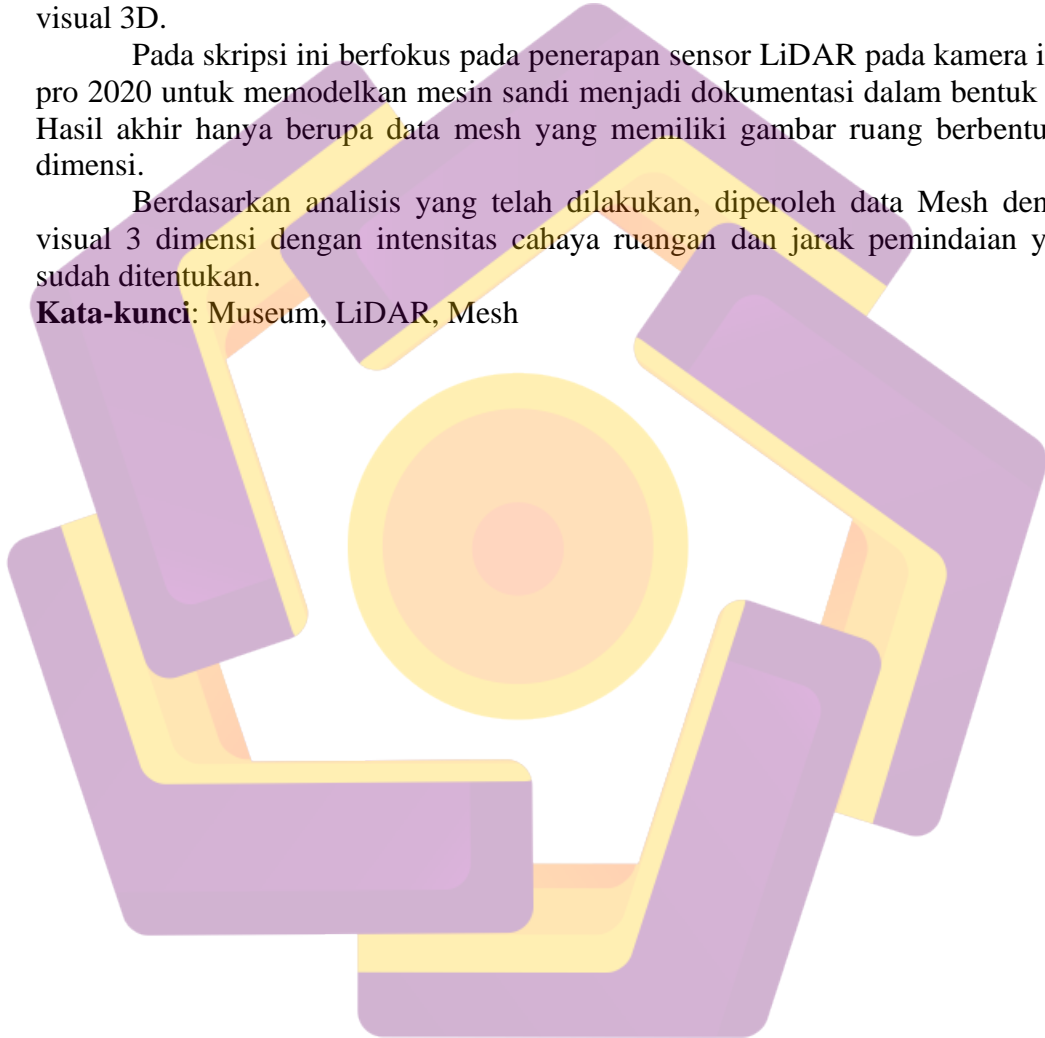 visual 3D.
Pada skripsi ini berfokus pada penerapan sensor LiDAR pada kamera
pro 2020 untuk memodelkan mesin sandi menjadi dokumentasi dalam bentuk
Hasil akhir hanya berupa data mesh yang memiliki gambar ruang
dimensi.
Berdasarkan analisis yang telah dilakukan, diperoleh data Mesh
visual 3 dimensi dengan intensitas cahaya ruangan dan jarak pemindaian
sudah ditentukan.
Kata-kunci: Museum, LiDAR, Mesh